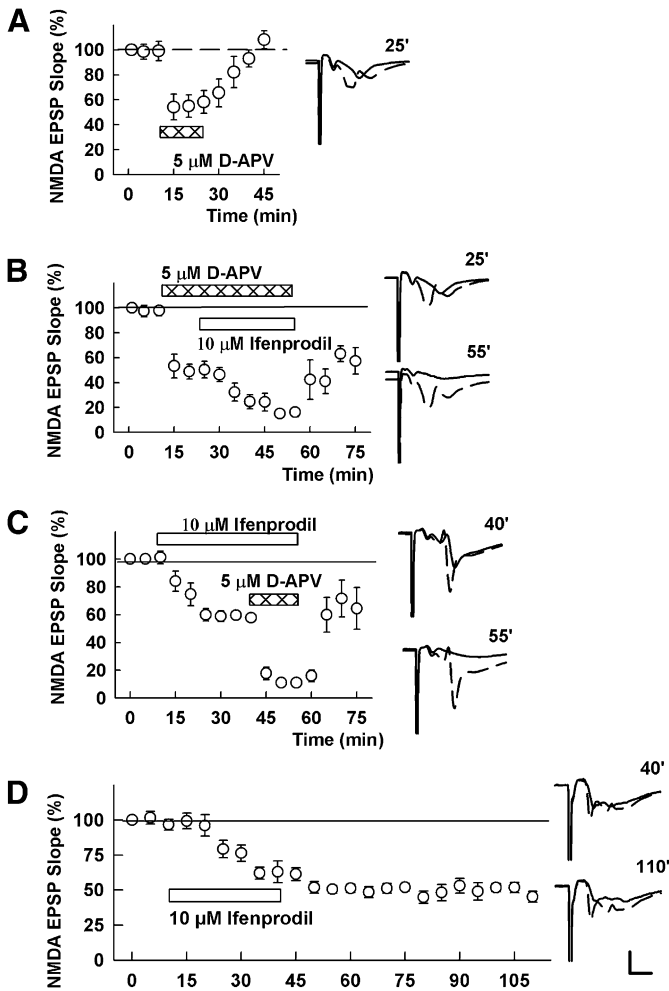 A
NMDA EPSP Slope (%)
100
80
60
40
20
0
5 µM D-APV
0 15 30 45
Time (min)
25'
B
NMDA EPSP Slope (%)
5 µM D-APV
100
80
60
40
20
0
10 µM Ifenprodil
0 15 30 45 60 75
Time (min)
25'
55'
C
NMDA EPSP Slope (%)
10 µM Ifenprodil
100
80
60
40
20
0
5 µM D-APV
0 15 30 45 60 75
Time (min)
40'
55'
D
NMDA EPSP Slope (%)
100
75
50
25
0
10 µM Ifenprodil
0 15 30 45 60 75 90 105
40'
110'